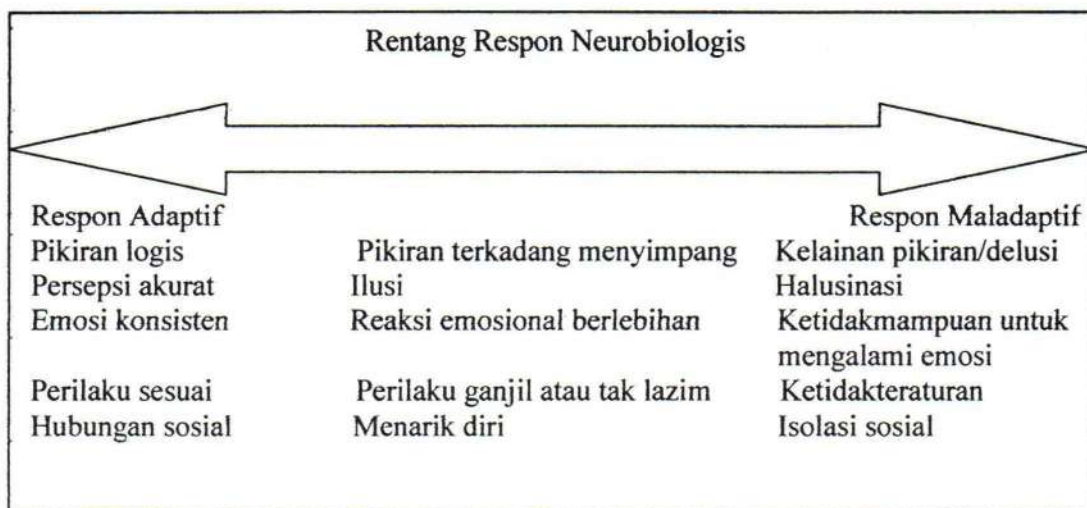 Rentang Respon Neurobiologis
Respon Adaptif Respon Maladaptif
Pikiran logis Pikiran terkadang menyimpang Kelainan pikiran/delusi
Persepsi akurat Ilusi Halusinasi
Emosi konsisten Reaksi emosional berlebihan Ketidakmampuan untuk
mengalami emosi
Perilaku sesuai Perilaku ganjil atau tak lazim Ketidakteraturan
Hubungan sosial Menarik diri Isolasi sosial